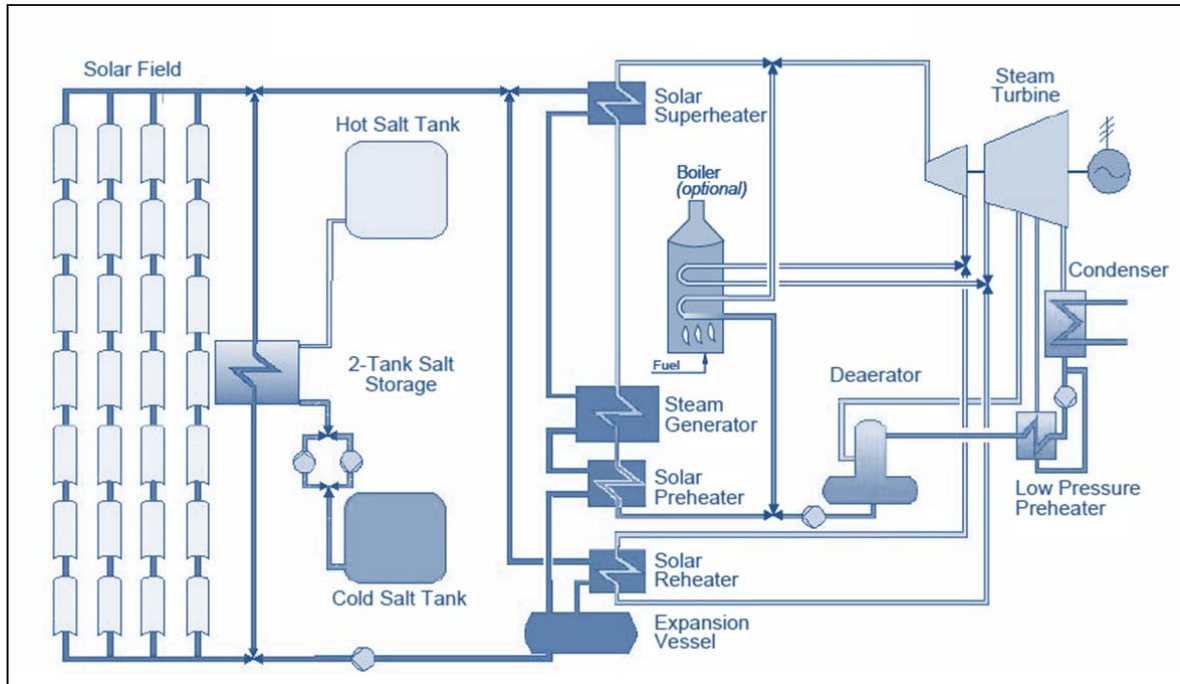 Solar Field
Hot Salt Tank
2-Tank Salt
Storage
Cold Salt Tank
Solar
Superheater
Boiler
(optional)
Fuel
Steam
Generator
Solar
Preheater
Solar
Reheater
Expansion
Vessel
Steam
Turbine
Condenser
Deaerator
Low Pressure
Preheater